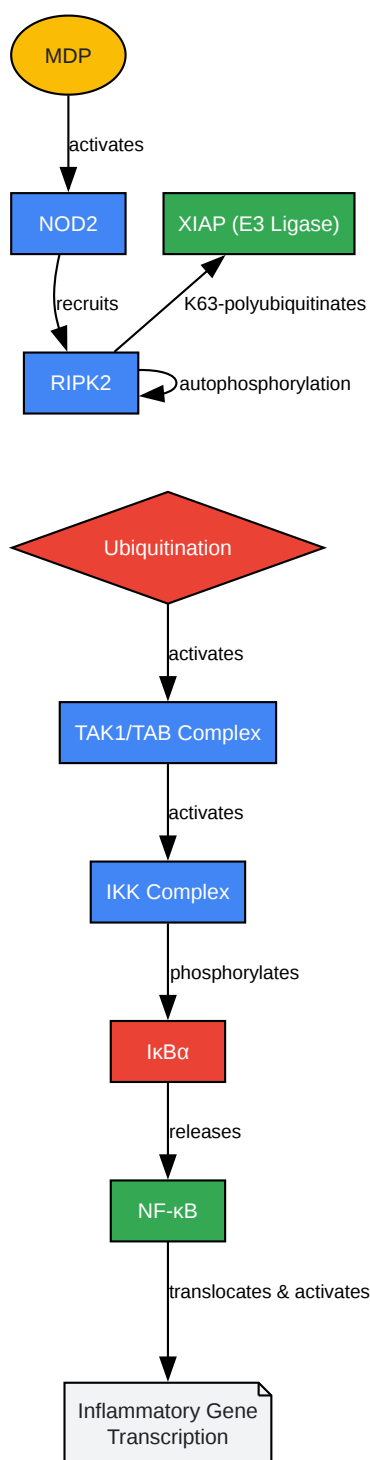 MDP
activates
NOD2
XIAP (E3 Ligase)
recruits
K63-polyubiquitinates
RIPK2
autophosphorylation
Ubiquitination
activates
TAK1/TAB Complex
activates
IKK Complex
phosphorylates
IκBα
releases
NF-κB
translocates & activates
Inflammatory Gene
Transcription